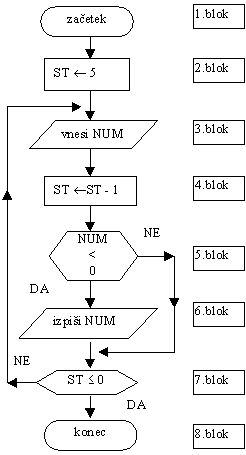 začetek
1.blok
ST ← 5
2.blok
vnesi NUM
3.blok
ST ←ST - 1
4.blok
NUM
<
0
NE
5.blok
DA
izpiši NUM
6.blok
NE
ST ≤ 0
7.blok
DA
konec
8.blok